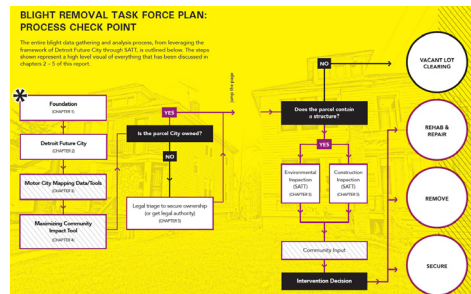 BLIGHT REMOVAL TASK FORCE PLAN:
PROCESS CHECK POINT
The entire blight data gathering and analysis process, from leveraging the
framework of Detroit Future City through SATT, is outlined below. The steps
shown represent a high level visual of everything that has been discussed in
chapters 2 – 5 of this report.
*
Foundation
(CHAPTER 1)
Detroit Future City
(CHAPTER 2)
Motor City Mapping Data/Tools
(CHAPTER 3)
Maximizing Community
Impact Tool
(CHAPTER 4)
YES
Is the parcel City owned?
NO
Legal triage to secure ownership
(or get legal authority)
(CHAPTER 5)
NO
Does the parcel contain
a structure?
YES
Environmental
Inspection
(SATT)
(CHAPTER 5)
Construction
Inspection
(SATT)
(CHAPTER 5)
Community Input
Intervention Decision
VACANT LOT
CLEARING
REHAB &
REPAIR
REMOVE
SECURE